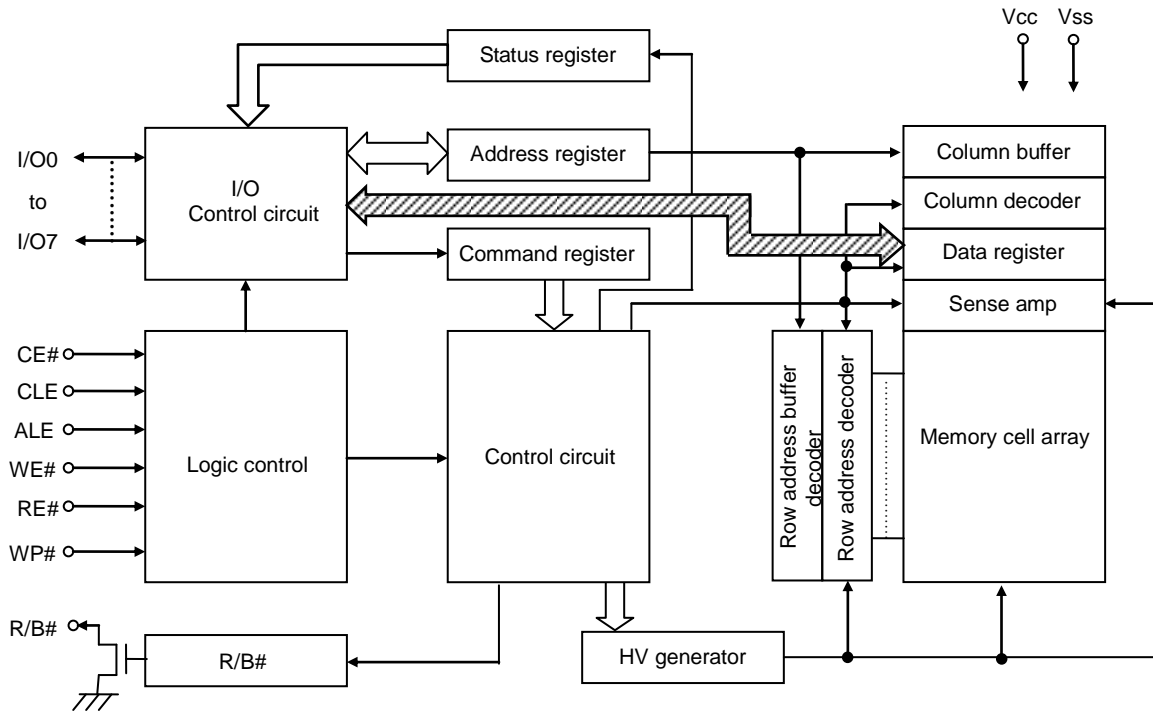 Vcc
Vss
Status register
I/O0
to
I/O7
I/O
Control circuit
Address register
Column buffer
Column decoder
Command register
Data register
Sense amp
CE#
CLE
ALE
WE#
RE#
WP#
Logic control
Control circuit
Row address buffer
decoder
Row address decoder
Memory cell array
R/B#
R/B#
HV generator